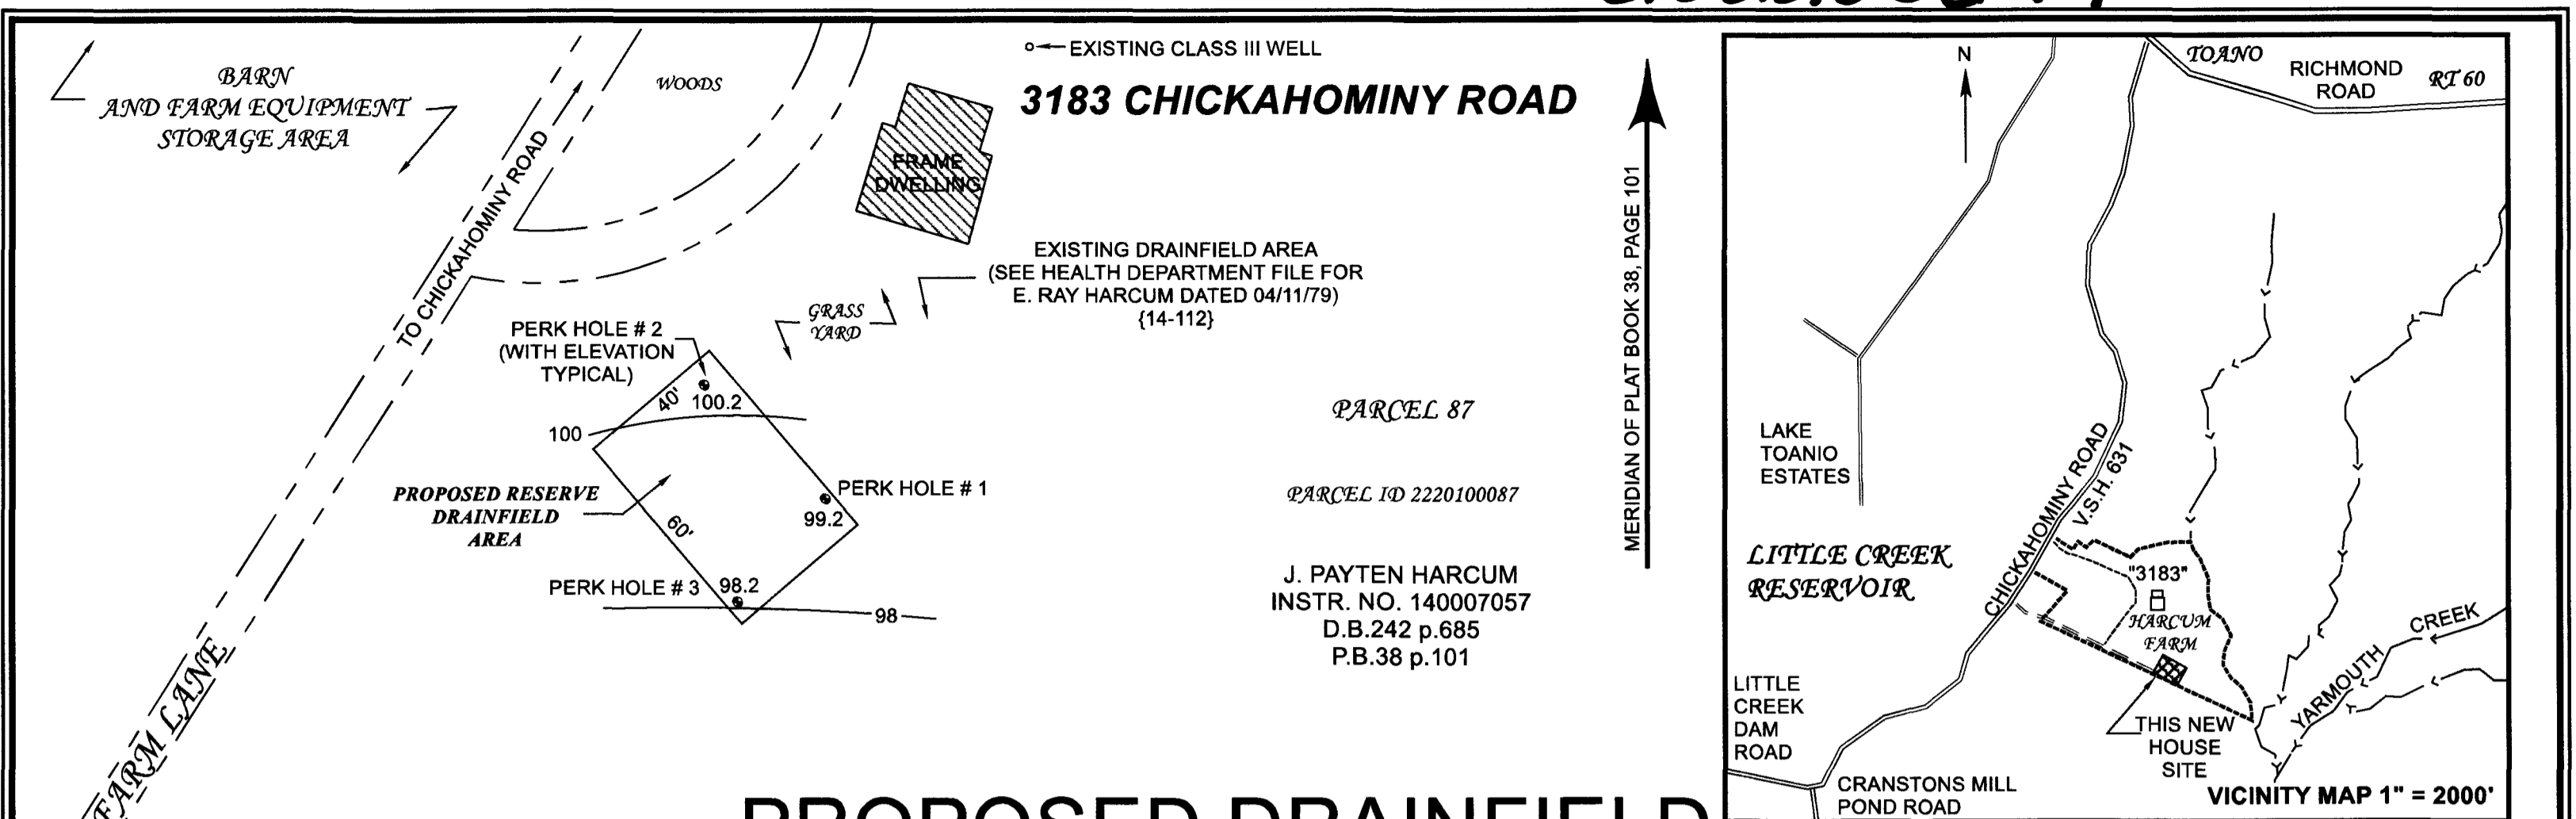 EXISTING CLASS III WELL
3183 CHICKAHOMINY ROAD
BARN
AND FARM EQUIPMENT
STORAGE AREA
WOODS
FRAME
DWELLING
TO CHICKAHOMINY ROAD
EXISTING DRAINFIELD AREA
(SEE HEALTH DEPARTMENT FILE FOR
E. RAY HARCUM DATED 04/11/79)
{14-112}
GRASS
YARD
PERK HOLE # 2
(WITH ELEVATION
TYPICAL)
40'
100.2
100
PERK HOLE # 1
99.2
PROPOSED RESERVE
DRAINFIELD
AREA
60'
PERK HOLE # 3
98.2
98
FARM LANE
PARCEL 87
PARCEL ID 2220100087
J. PAYTEN HARCUM
INSTR. NO. 140007057
D.B.242 p.685
P.B.38 p.101
MERIDIAN OF PLAT BOOK 38, PAGE 101
PROPOSED DRAINFIELD
N
TOANO
RICHMOND
ROAD
RT 60
LAKE
TOANIO
ESTATES
CHICKAHOMINY ROAD
V.S.H. 631
LITTLE CREEK
RESERVOIR
"3183"
HARCUM
FARM
YARMOUTH
CREEK
LITTLE
CREEK
DAM
ROAD
THIS NEW
HOUSE
SITE
CRANSTONS MILL
POND ROAD
VICINITY MAP 1" = 2000'